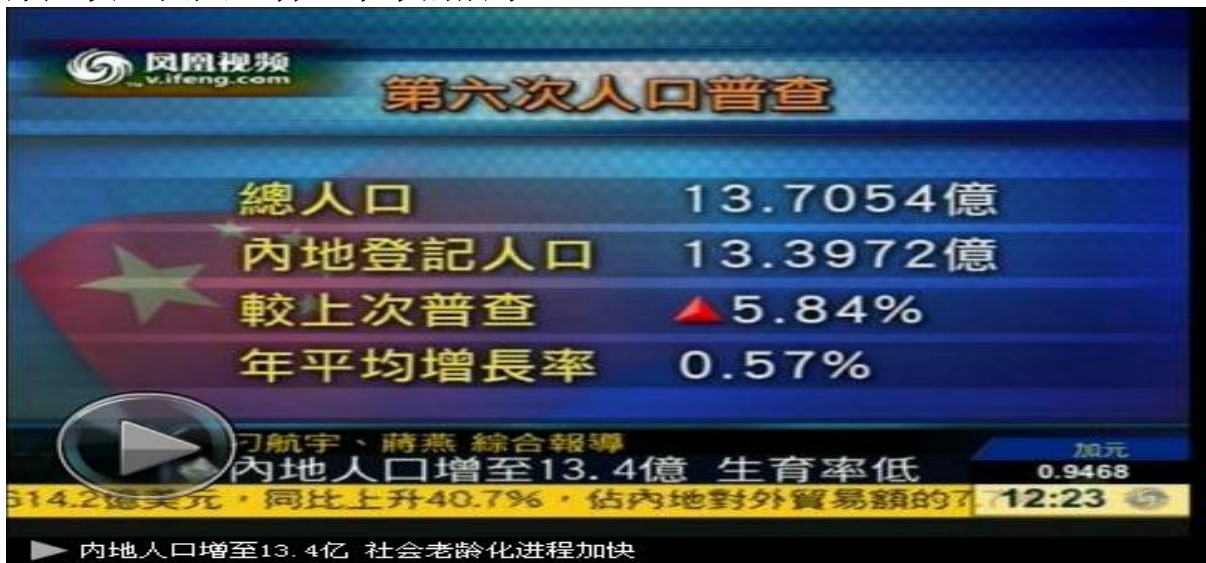 凤凰视频
v.ifeng.com
第六次人口普查
總人口 13.7054億
內地登記人口 13.3972億
較上次普查 ▲5.84%
年平均增長率 0.57%
航宇、蔣燕 綜合報導
內地人口增至13.4億 生育率低
加元
0.9468
614.2億美元，同比上升40.7%，佔內地對外貿易額的7
12:23
内地人口增至13.4亿 社会老龄化进程加快